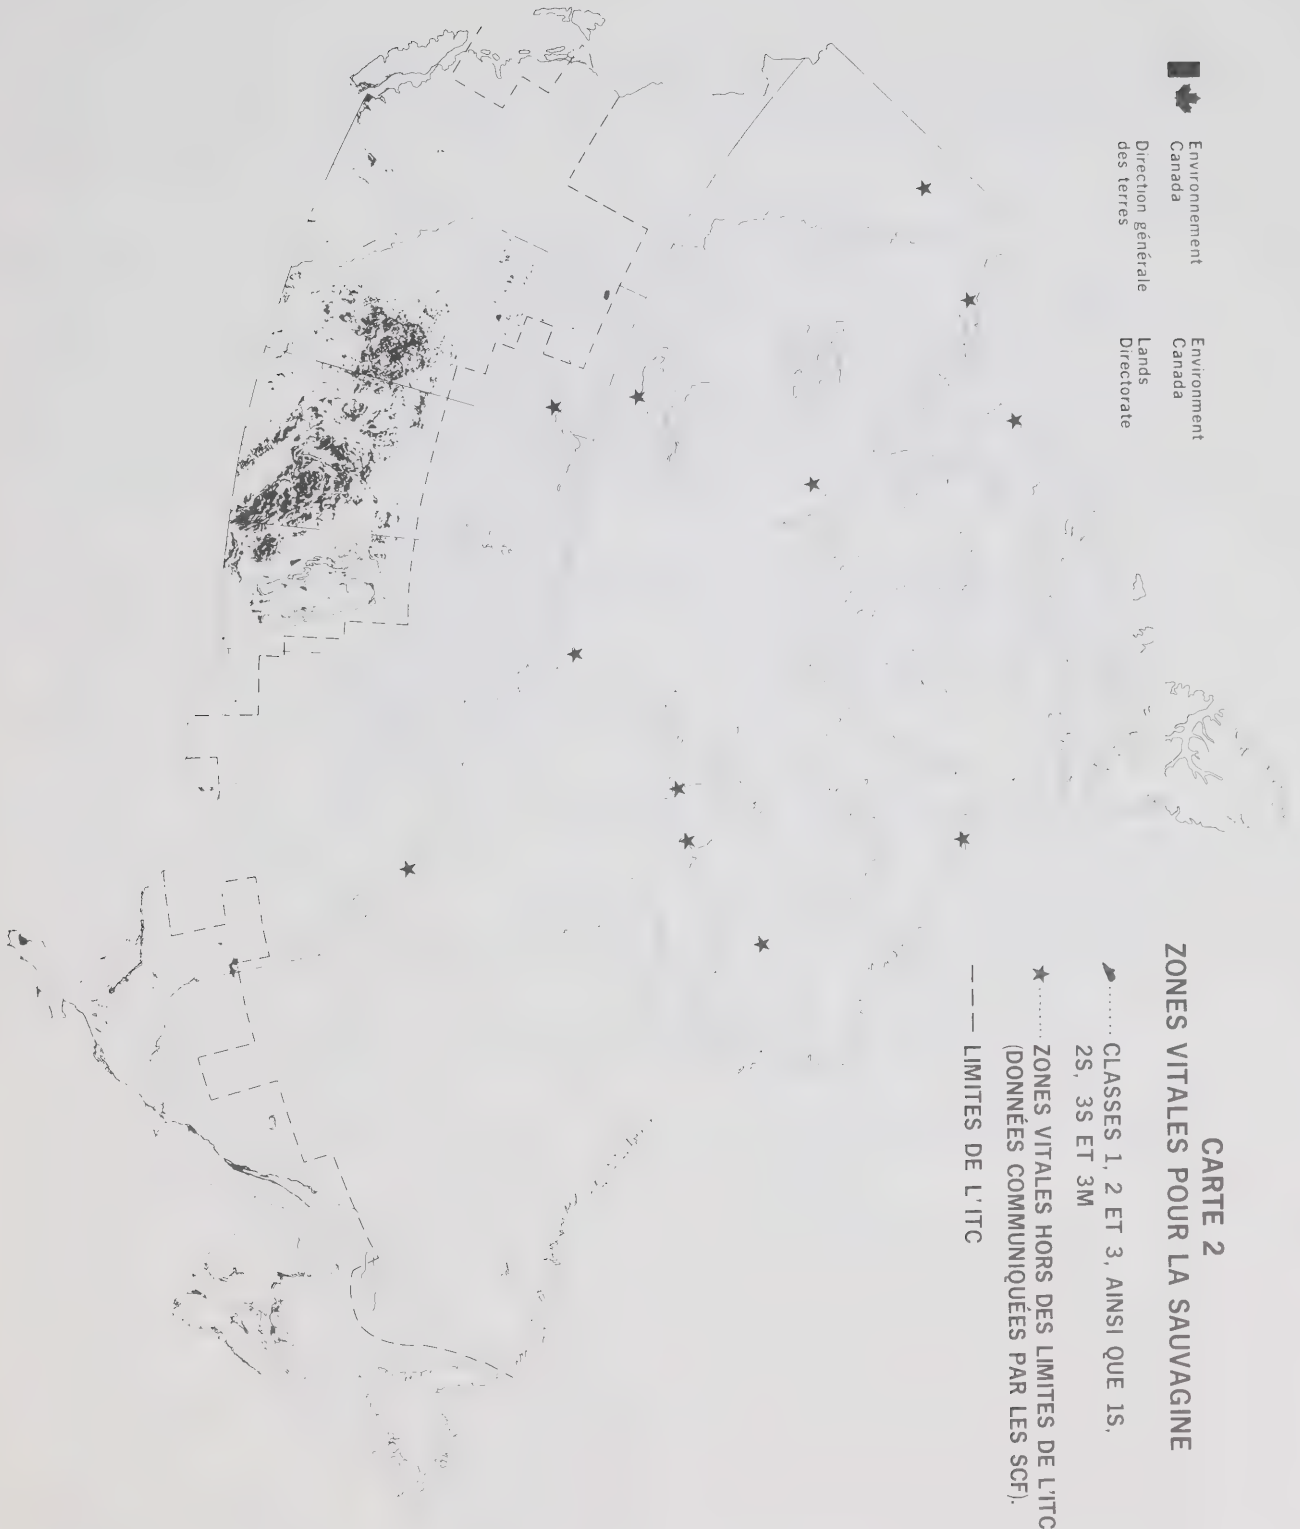 Environnement
Canada
Direction générale
des terres
Environment
Canada
Lands
Directorate
CARTE 2
ZONES VITALES POUR LA SAUVAGINE
CLASSES 1, 2 ET 3, AINSI QUE 1S,
2S, 3S ET 3M
ZONES VITALES HORS DES LIMITES DE L'ITC
(DONNÉES COMMUNIQUÉES PAR LES SCF).
LIMITES DE L'ITC